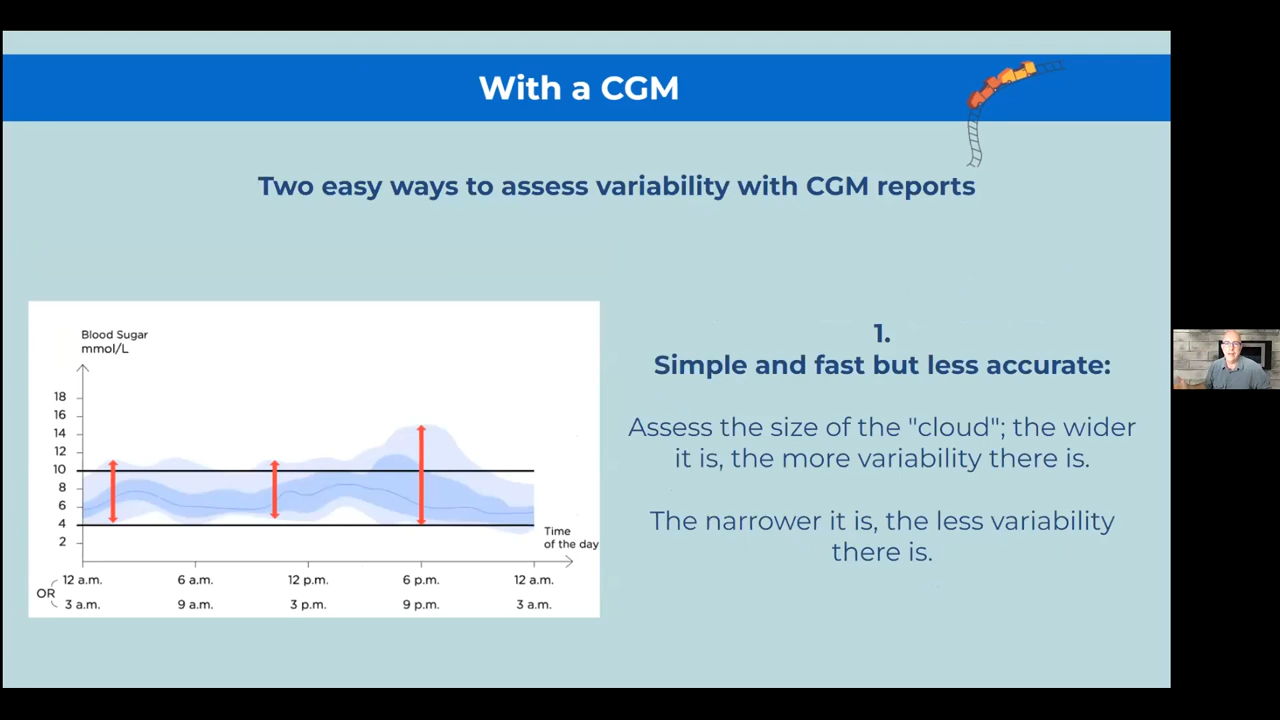 With a CGM
Two easy ways to assess variability with CGM reports
Blood Sugar
mmol/L
18
16
14
12
10
8
6
4
2
Time
of the day
12 a.m. 6 a.m. 12 p.m. 6 p.m. 12 a.m.
OR
3 a.m. 9 a.m. 3 p.m. 9 p.m. 3 a.m.
1.
Simple and fast but less accurate:
Assess the size of the "cloud"; the wider
it is, the more variability there is.
The narrower it is, the less variability
there is.